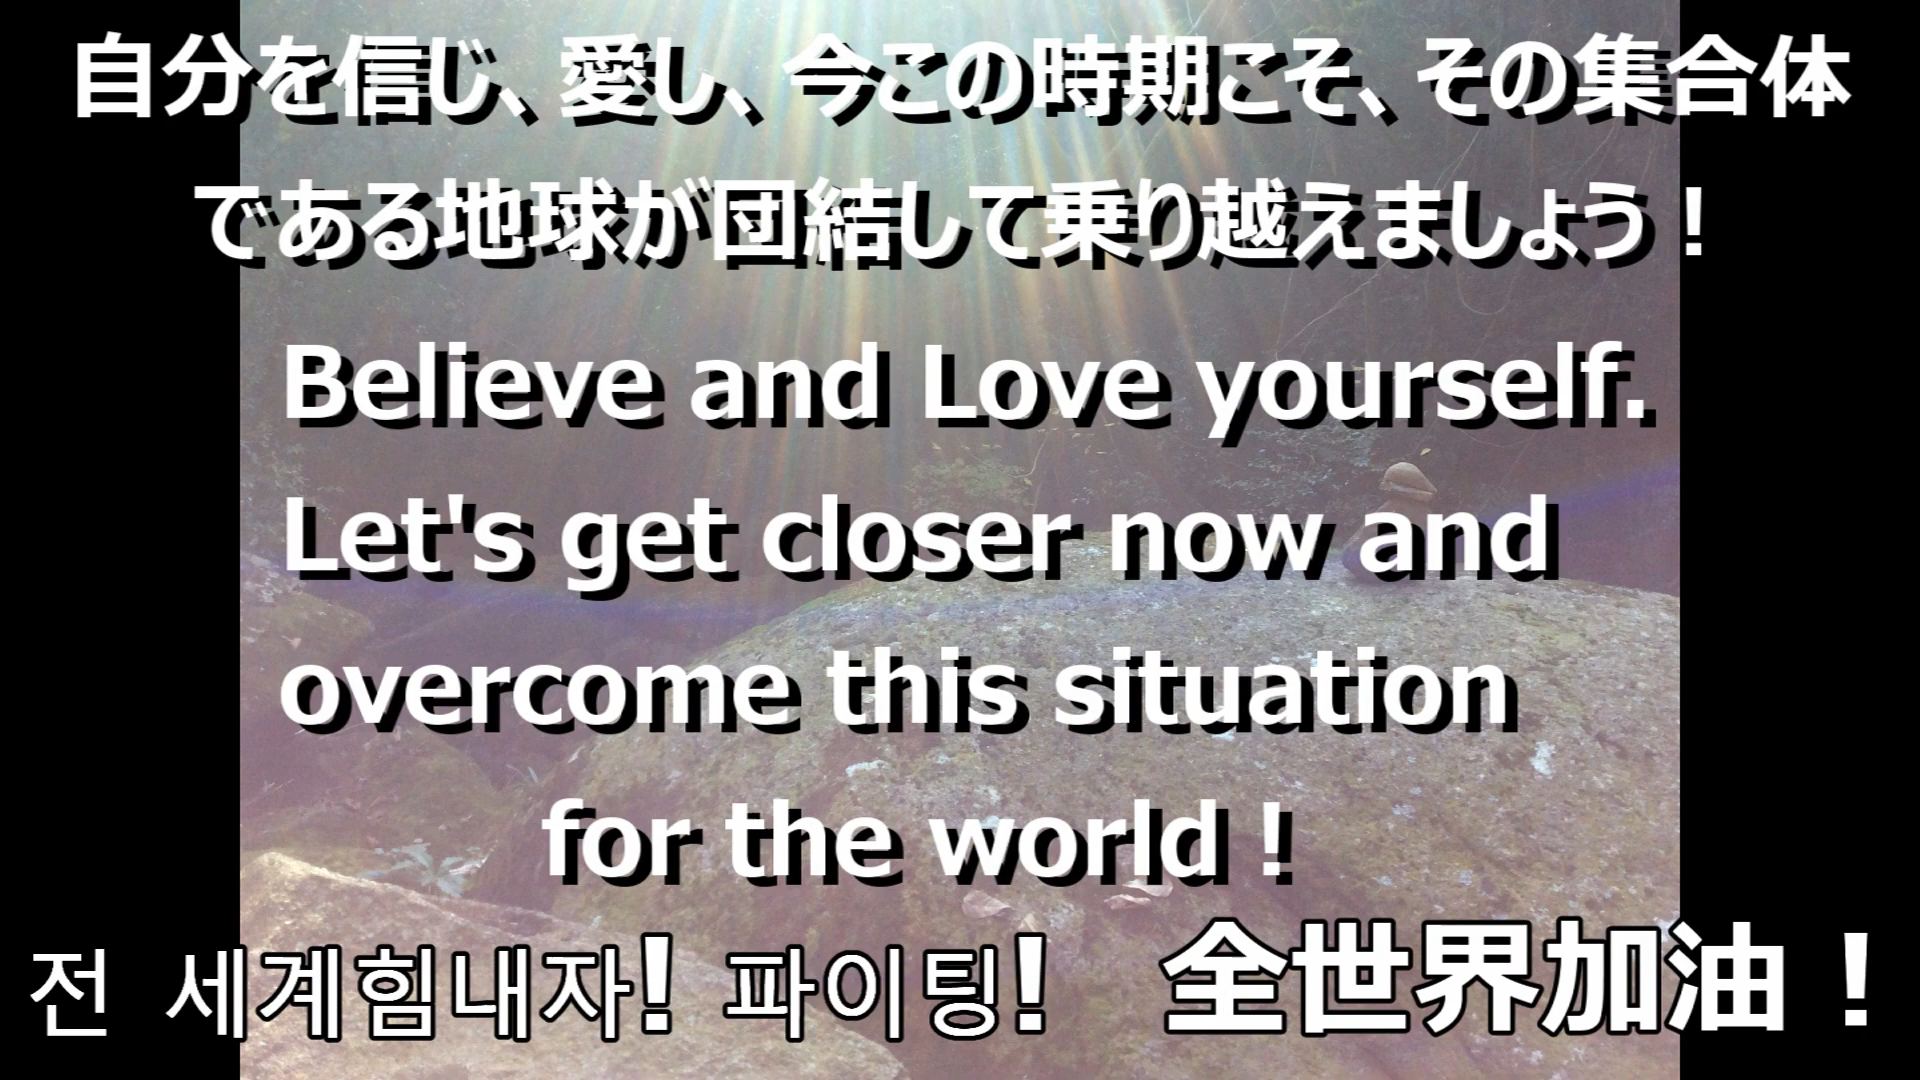 自分を信じ、愛し、今この時期こそ、その集合体
である地球が団結して乗り越えましょう！
Believe and Love yourself.
Let's get closer now and
overcome this situation
for the world！
전 세계힘내자! 파이팅! 全世界加油！